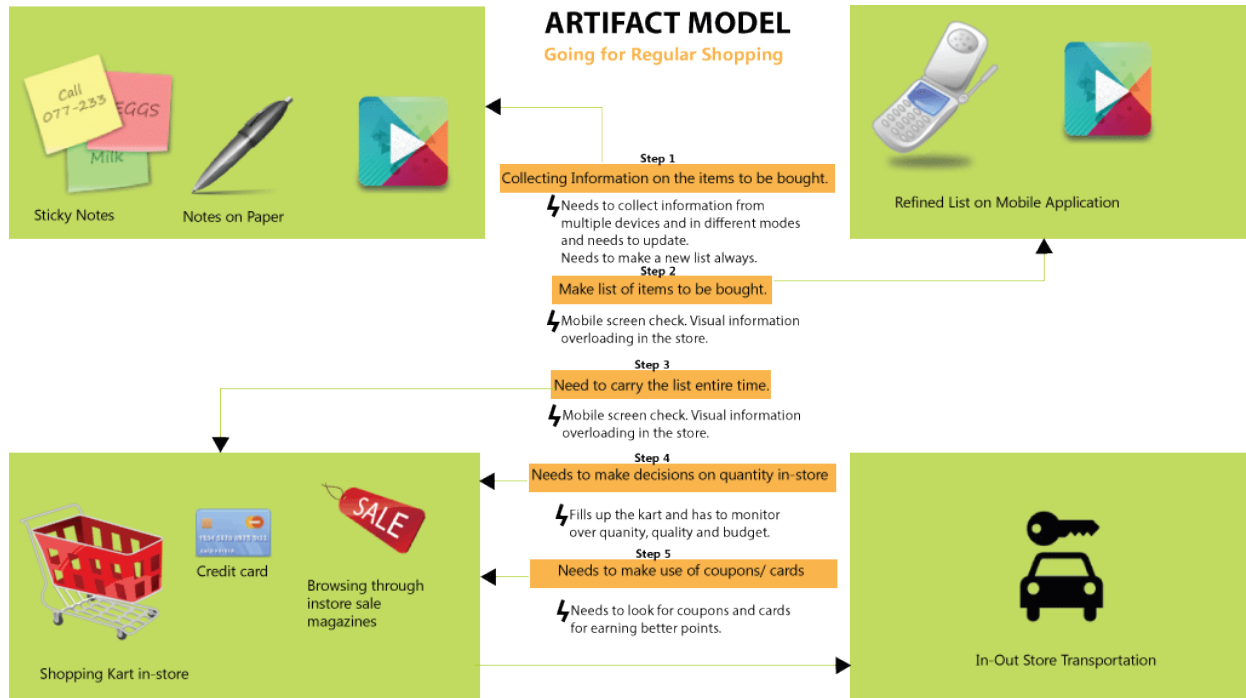 ARTIFACT MODEL
Going for Regular Shopping
Call
077-233
EGGS
Milk
Sticky Notes
Notes on Paper
Refined List on Mobile Application
Step 1
Collecting Information on the items to be bought.
Needs to collect information from
multiple devices and in different modes
and needs to update.
Needs to make a new list always.
Step 2
Make list of items to be bought.
Mobile screen check. Visual information
overloading in the store.
Step 3
Need to carry the list entire time.
Mobile screen check. Visual information
overloading in the store.
Step 4
Needs to make decisions on quantity in-store
Fills up the kart and has to monitor
over quanity, quality and budget.
Step 5
Needs to make use of coupons/ cards
Needs to look for coupons and cards
for earning better points.
SALE
Credit card
Browsing through
instore sale
magazines
Shopping Kart in-store
In-Out Store Transportation